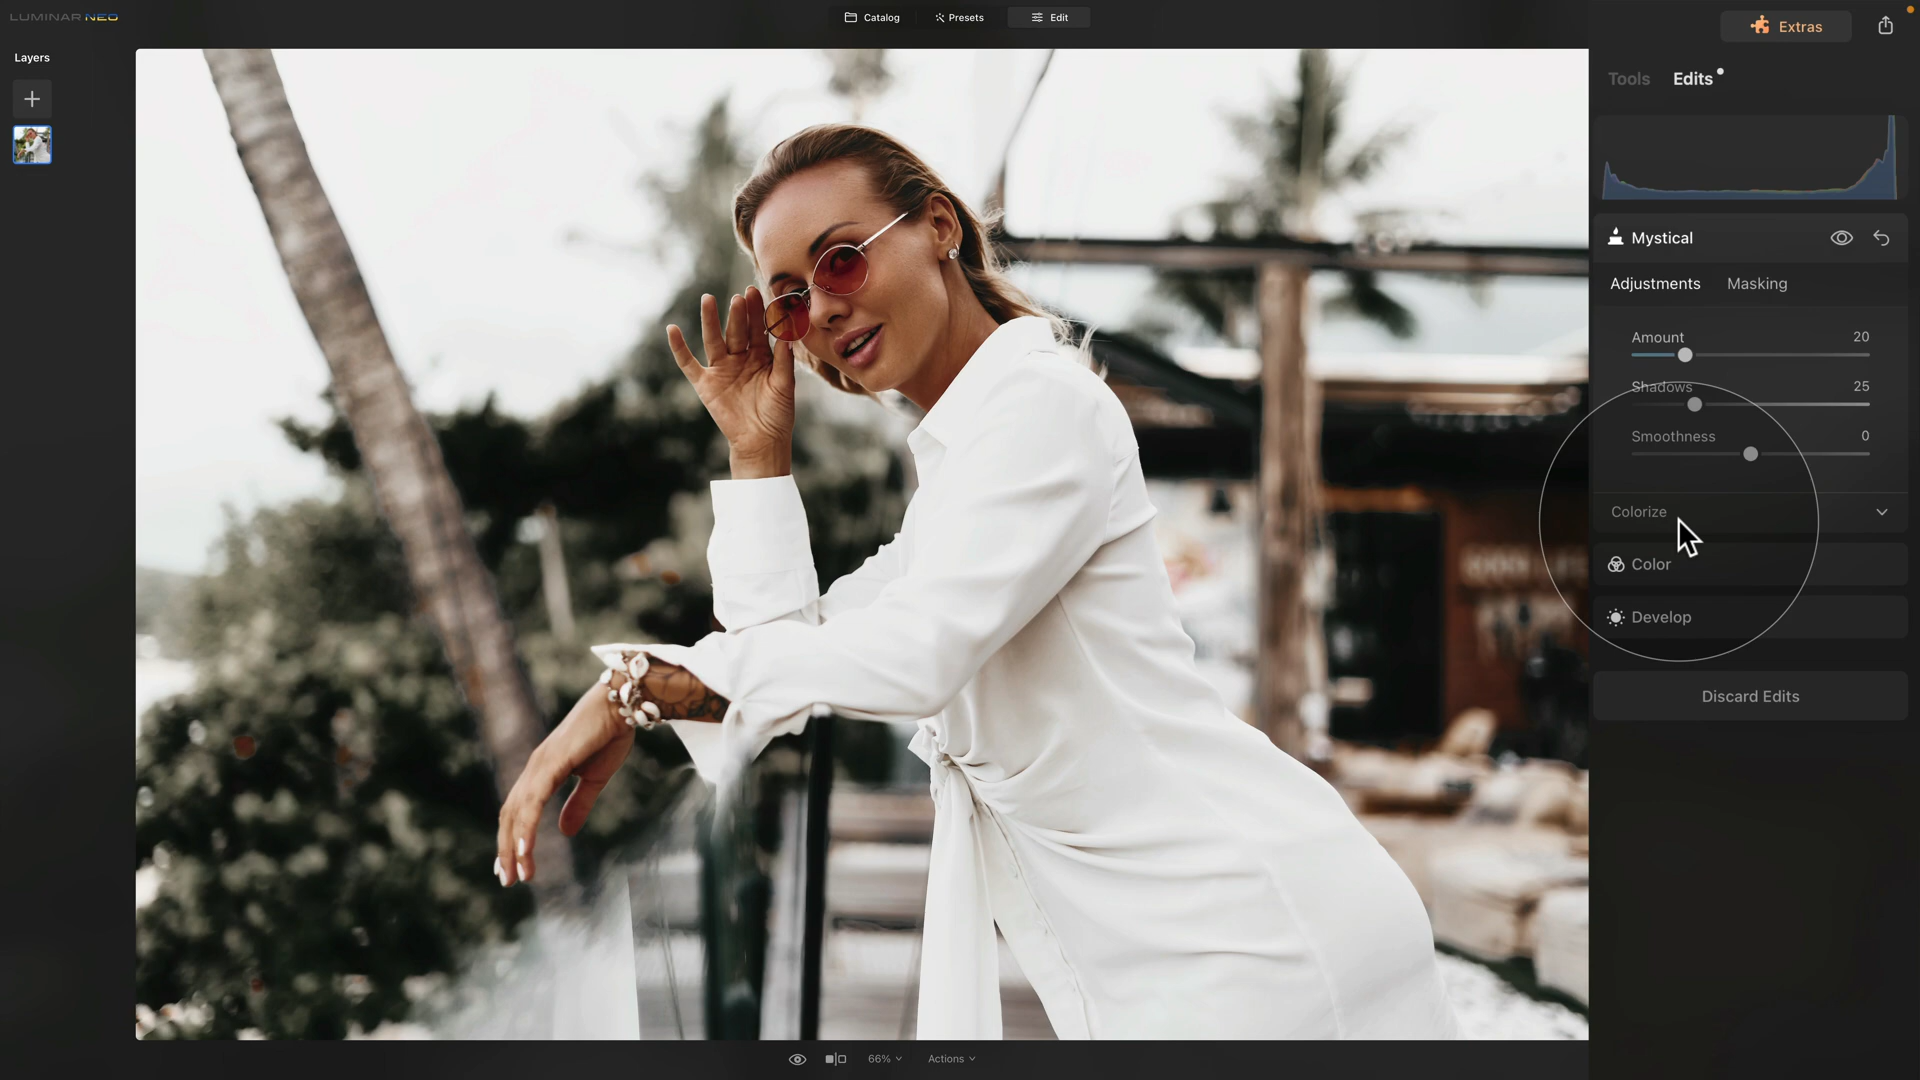 LUMINAR NEO
Catalog
Presets
Edit
Extras
Layers
Tools
Edits
Mystical
Adjustments
Masking
Amount
20
Shadows
25
Smoothness
0
Colorize
Color
Develop
Discard Edits
66%
Actions